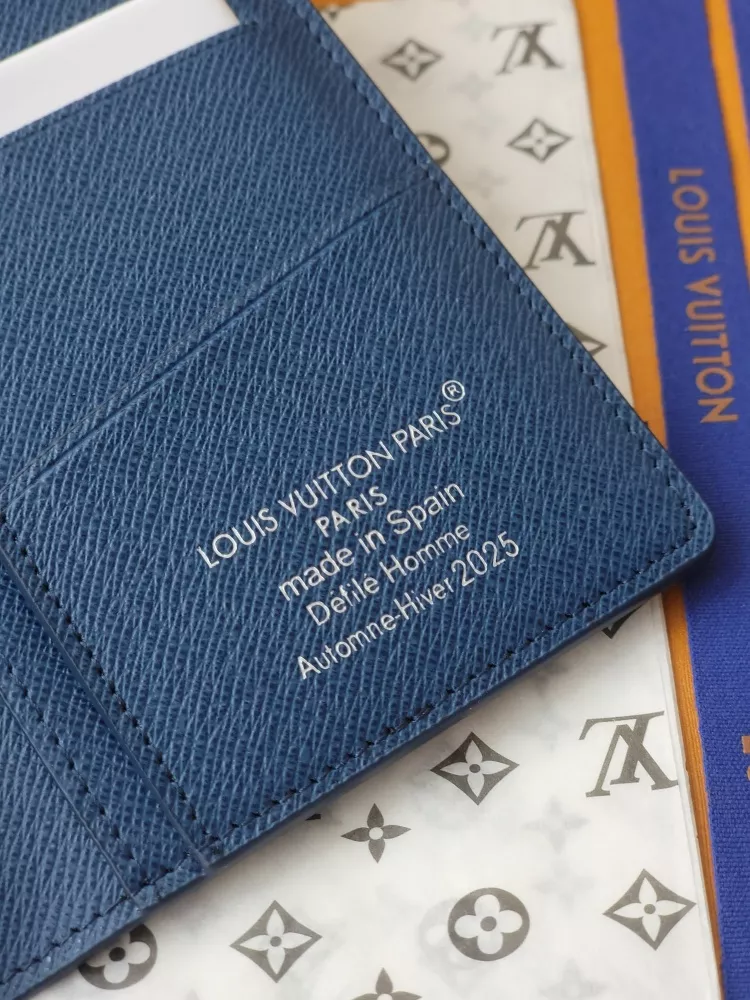 LOUIS VUITTON PARIS®
PARIS
made in Spain
Défilé Homme
Automne-Hiver 2025
LOUIS VUITTON